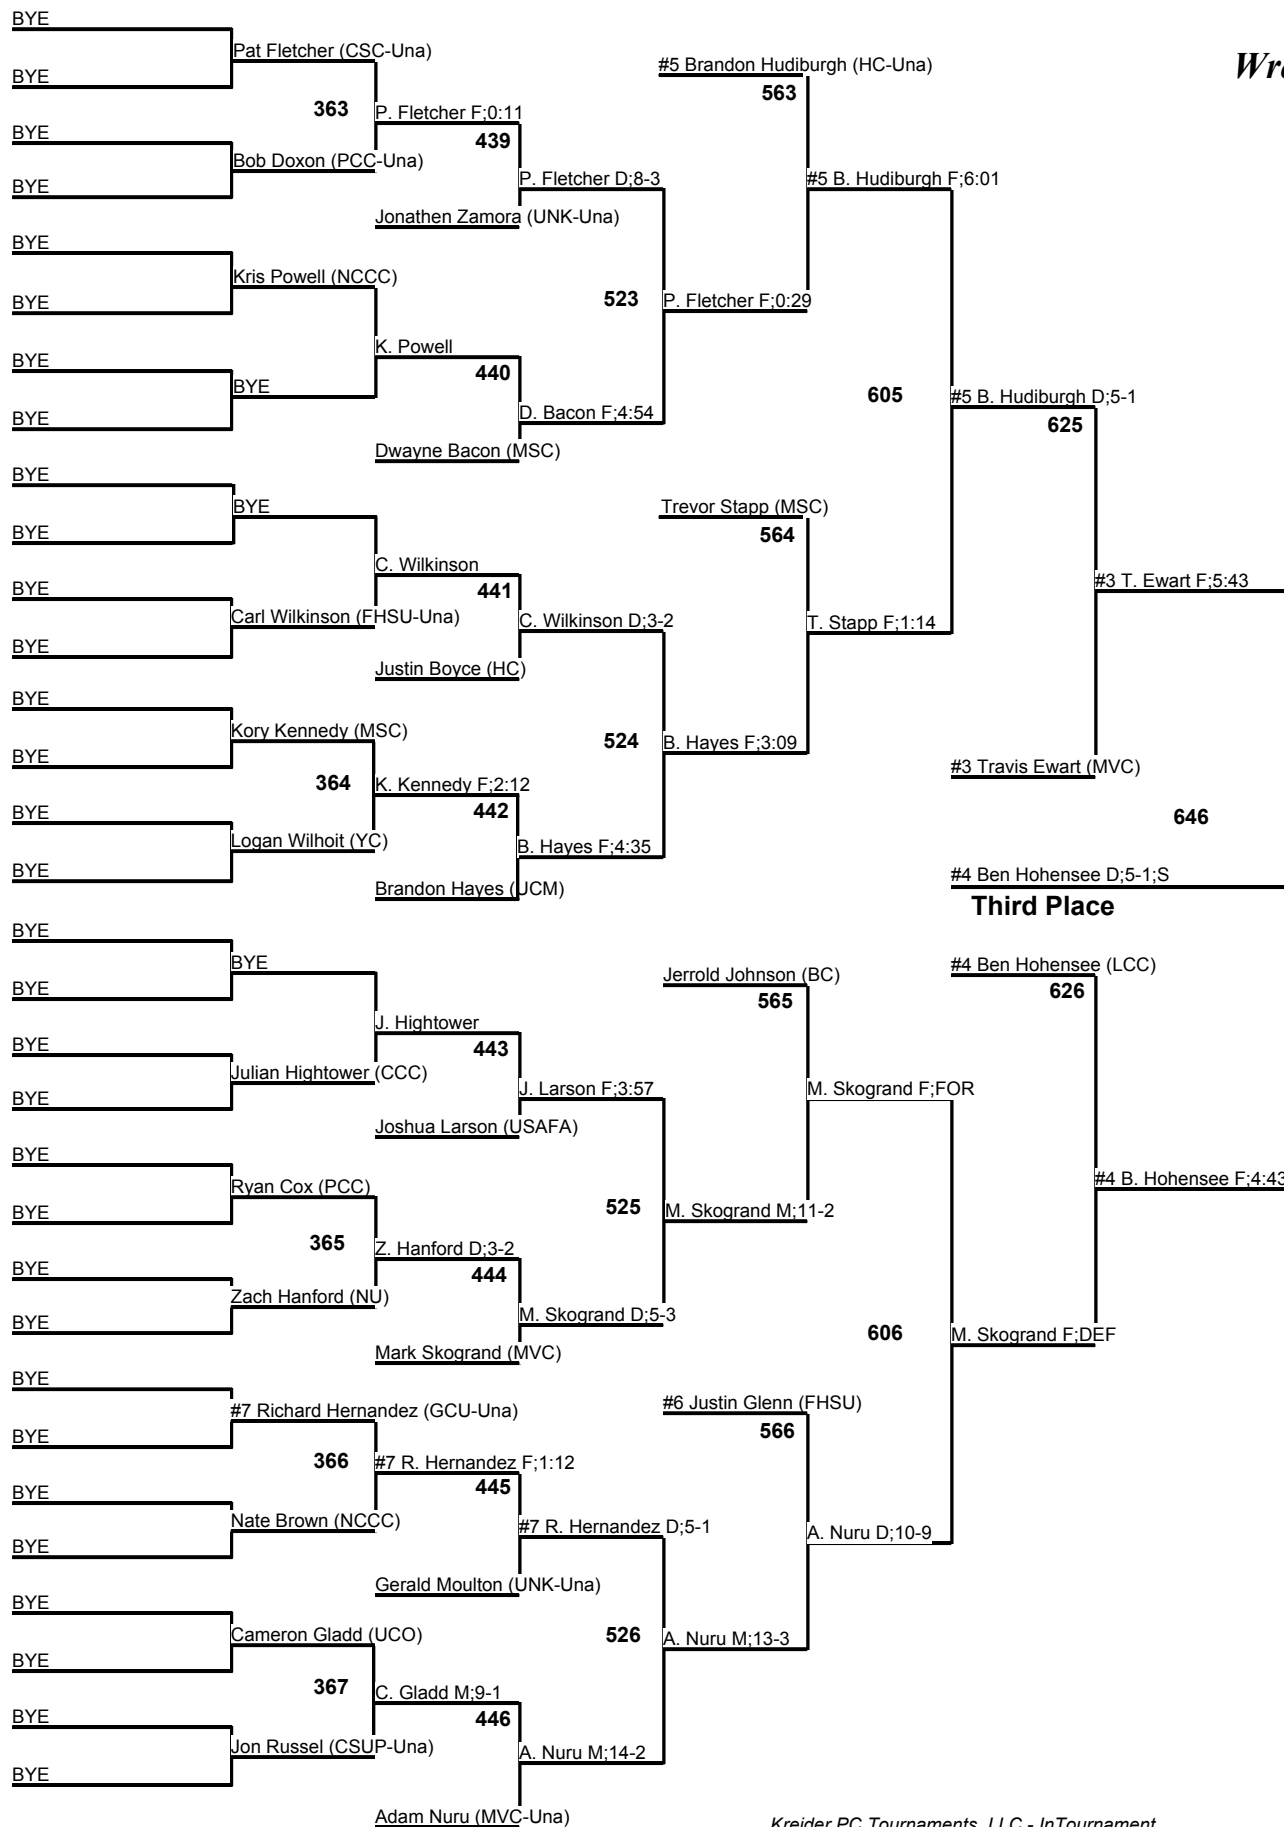 BYE
Pat Fletcher (CSC-Una)
#5 Brandon Hudiburgh (HC-Una)
BYE
563
363
P. Fletcher F;0:11
BYE
439
Bob Doxon (PCC-Una)
P. Fletcher D;8-3
#5 B. Hudiburgh F;6:01
BYE
Jonathen Zamora (UNK-Una)
BYE
Kris Powell (NCCC)
BYE
523
P. Fletcher F;0:29
K. Powell
BYE
440
BYE
605
#5 B. Hudiburgh D;5-1
BYE
D. Bacon F;4:54
625
Dwayne Bacon (MSC)
BYE
BYE
Trevor Stapp (MSC)
BYE
564
C. Wilkinson
#3 T. Ewart F;5:43
BYE
441
Carl Wilkinson (FHSU-Una)
C. Wilkinson D;3-2
T. Stapp F;1:14
BYE
Justin Boyce (HC)
BYE
Kory Kennedy (MSC)
BYE
524
B. Hayes F;3:09
#3 Travis Ewart (MVC)
364
K. Kennedy F;2:12
BYE
442
646
Logan Wilhoit (YC)
B. Hayes F;4:35
BYE
Brandon Hayes (UCM)
#4 Ben Hohensee D;5-1;S
Third Place
BYE
BYE
Jerrold Johnson (BC)
#4 Ben Hohensee (LCC)
BYE
565
626
J. Hightower
BYE
443
Julian Hightower (CCC)
J. Larson F;3:57
M. Skogrand F;FOR
BYE
Joshua Larson (USAFA)
BYE
Ryan Cox (PCC)
#4 B. Hohensee F;4:43
BYE
525
M. Skogrand M;11-2
365
Z. Hanford D;3-2
BYE
444
Zach Hanford (NU)
M. Skogrand D;5-3
BYE
606
M. Skogrand F;DEF
Mark Skogrand (MVC)
BYE
#7 Richard Hernandez (GCU-Una)
#6 Justin Glenn (FHSU)
BYE
566
366
#7 R. Hernandez F;1:12
BYE
445
Nate Brown (NCCC)
#7 R. Hernandez D;5-1
A. Nuru D;10-9
BYE
Gerald Moulton (UNK-Una)
BYE
Cameron Gladd (UCO)
BYE
526
A. Nuru M;13-3
367
C. Gladd M;9-1
BYE
446
Jon Russel (CSUP-Una)
A. Nuru M;14-2
BYE
Adam Nuru (MVC-Una)
Kreider PC Tournaments, LLC - InTournament